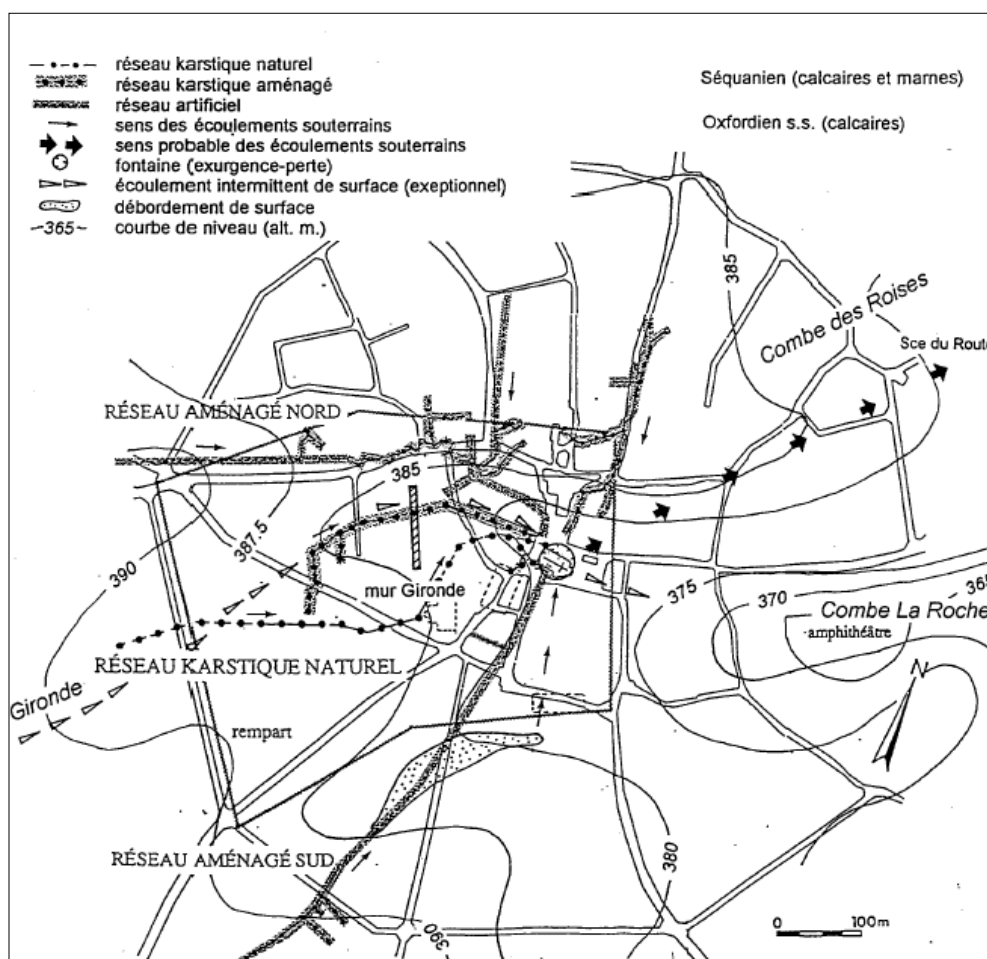 réseau karstique naturel
réseau karstique aménagé
réseau artificiel
sens des écoulements souterrains
sens probable des écoulements souterrains
fontaine (exurgence-perte)
écoulement intermittent de surface (exeptionnel)
débordement de surface
-365- courbe de niveau (alt. m.)
Séquanien (calcaires et marnes)
Oxfordien s.s. (calcaires)
385
Combe des Roises
Sce du Route
RÉSEAU AMÉNAGÉ NORD
385
387.5
390
mur Gironde
375
370
365
Combe La Roche
amphithéâtre
RÉSEAU KARSTIQUE NATUREL
Gironde
rempart
N
RÉSEAU AMÉNAGÉ SUD
380
390
0 100m